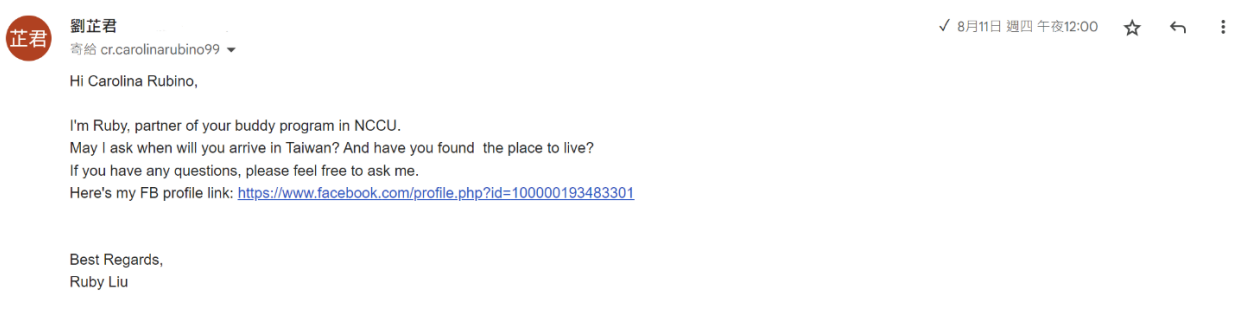 芷君
劉芷君
✓ 8月11日 週四 午夜12:00
寄給 cr.carolinarubino99
Hi Carolina Rubino,
I'm Ruby, partner of your buddy program in NCCU.
May I ask when will you arrive in Taiwan? And have you found  the place to live?
If you have any questions, please feel free to ask me.
Here's my FB profile link: https://www.facebook.com/profile.php?id=100000193483301
Best Regards,
Ruby Liu